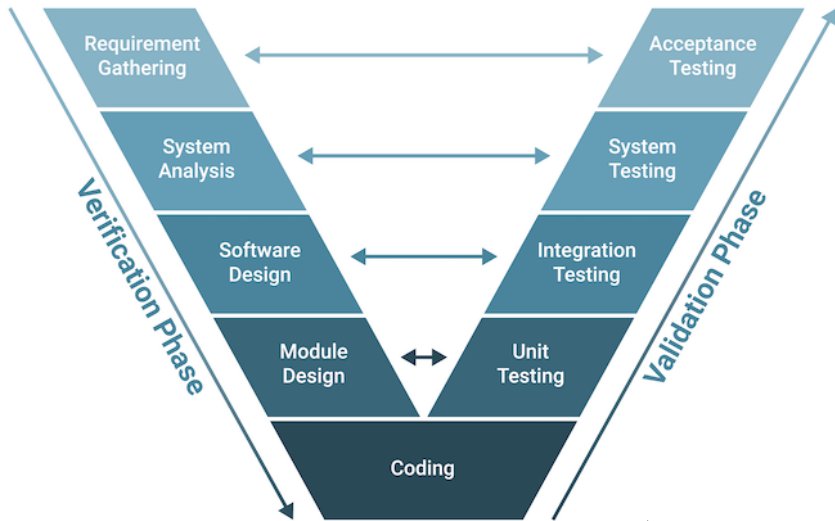 Requirement
Gathering
Acceptance
Testing
System
Analysis
System
Testing
Verification Phase
Validation Phase
Software
Design
Integration
Testing
Module
Design
Unit
Testing
Coding